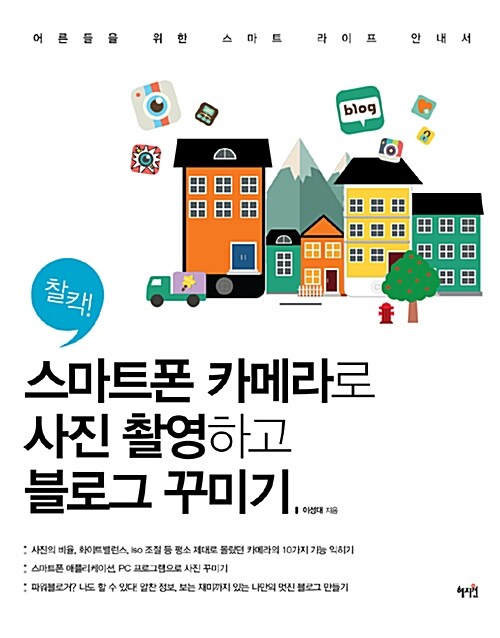 어른들을 위한 스마트 라이프 안내서
blog
찰칵!
스마트폰 카메라로
사진 촬영하고
블로그 꾸미기
이성대 지음
사진의 비율, 화이트밸런스, iso 조절 등 평소 제대로 몰랐던 카메라의 10가지 기능 익히기
스마트폰 애플리케이션, PC 프로그램으로 사진 꾸미기
파워블로거? 나도 할 수 있다! 알찬 정보, 보는 재미까지 있는 나만의 멋진 블로그 만들기
혜지원